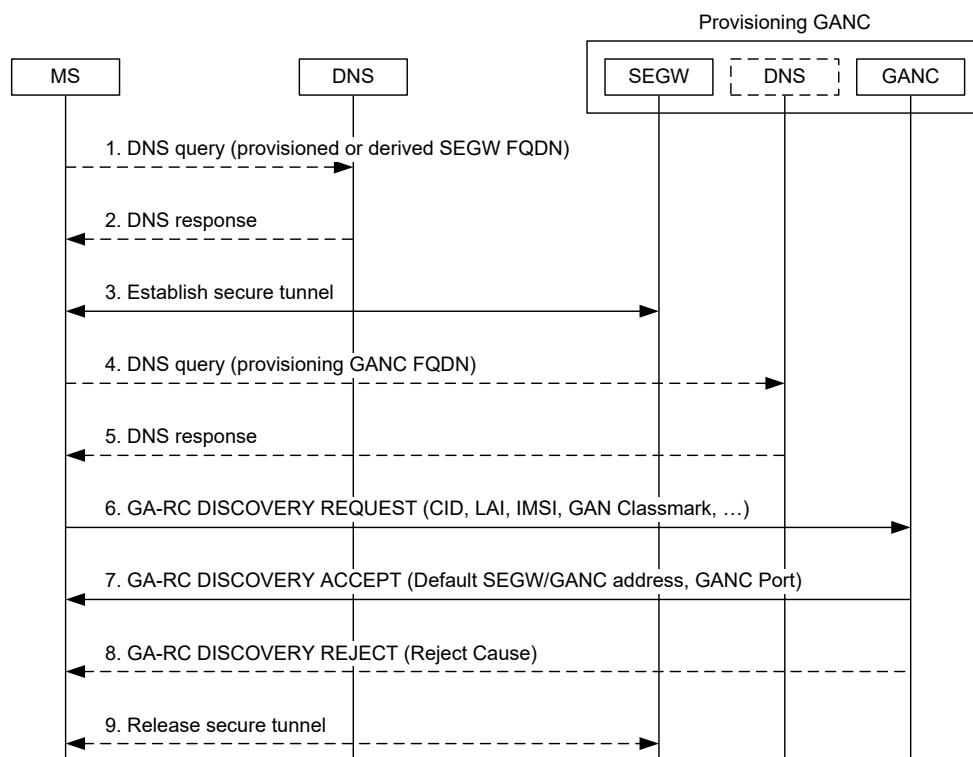 Provisioning GANC
MS
DNS
SEGW
DNS
GANC
1. DNS query (provisioned or derived SEGW FQDN)
2. DNS response
3. Establish secure tunnel
4. DNS query (provisioning GANC FQDN)
5. DNS response
6. GA-RC DISCOVERY REQUEST (CID, LAI, IMSI, GAN Classmark, …)
7. GA-RC DISCOVERY ACCEPT (Default SEGW/GANC address, GANC Port)
8. GA-RC DISCOVERY REJECT (Reject Cause)
9. Release secure tunnel